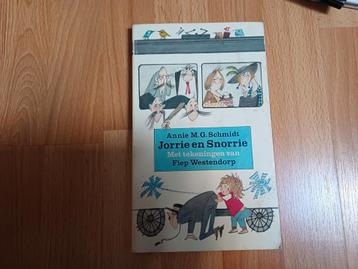 Annie M.G. Schmidt
Jorrie en Snorrie
Met tekeningen van
Fiep Westendorp